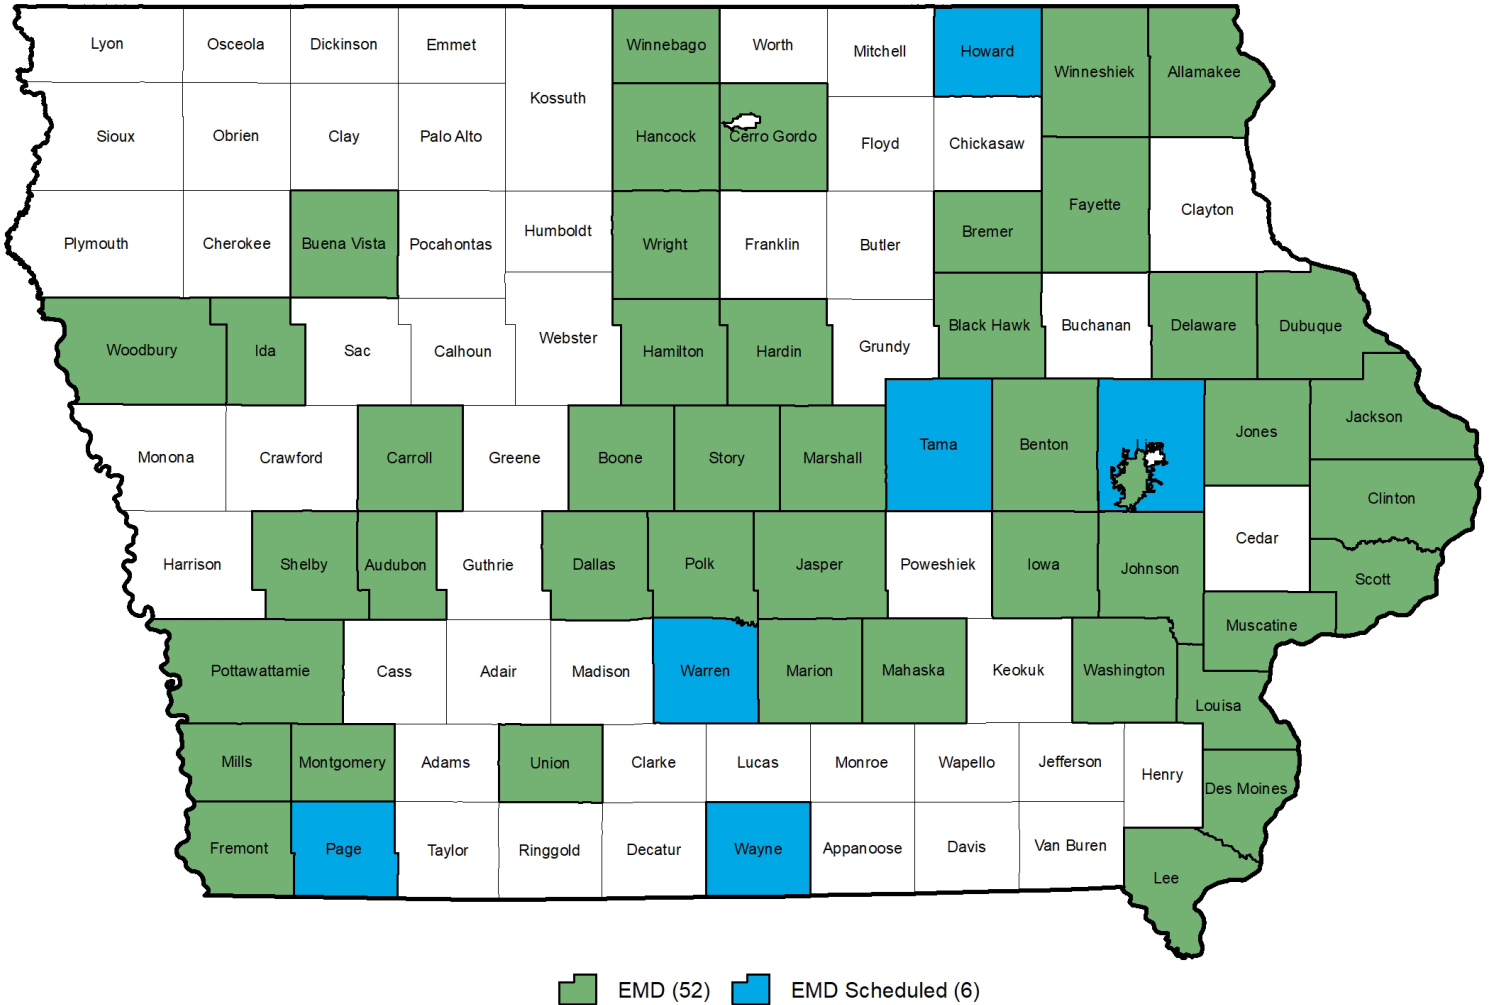 Lyon
Osceola
Dickinson
Emmet
Kossuth
Winnebago
Worth
Mitchell
Howard
Winneshiek
Allamakee
Sioux
Obrien
Clay
Palo Alto
Hancock
Cerro Gordo
Floyd
Chickasaw
Fayette
Clayton
Plymouth
Cherokee
Buena Vista
Pocahontas
Humboldt
Wright
Franklin
Butler
Bremer
Woodbury
Ida
Sac
Calhoun
Webster
Hamilton
Hardin
Grundy
Black Hawk
Buchanan
Delaware
Dubuque
Monona
Crawford
Carroll
Greene
Boone
Story
Marshall
Tama
Benton
Jones
Jackson
Clinton
Harrison
Shelby
Audubon
Guthrie
Dallas
Polk
Jasper
Poweshiek
Iowa
Johnson
Cedar
Scott
Muscatine
Pottawattamie
Cass
Adair
Madison
Warren
Marion
Mahaska
Keokuk
Washington
Louisa
Mills
Montgomery
Adams
Union
Clarke
Lucas
Monroe
Wapello
Jefferson
Henry
Des Moines
Fremont
Page
Taylor
Ringgold
Decatur
Wayne
Appanoose
Davis
Van Buren
Lee
EMD (52)
EMD Scheduled (6)